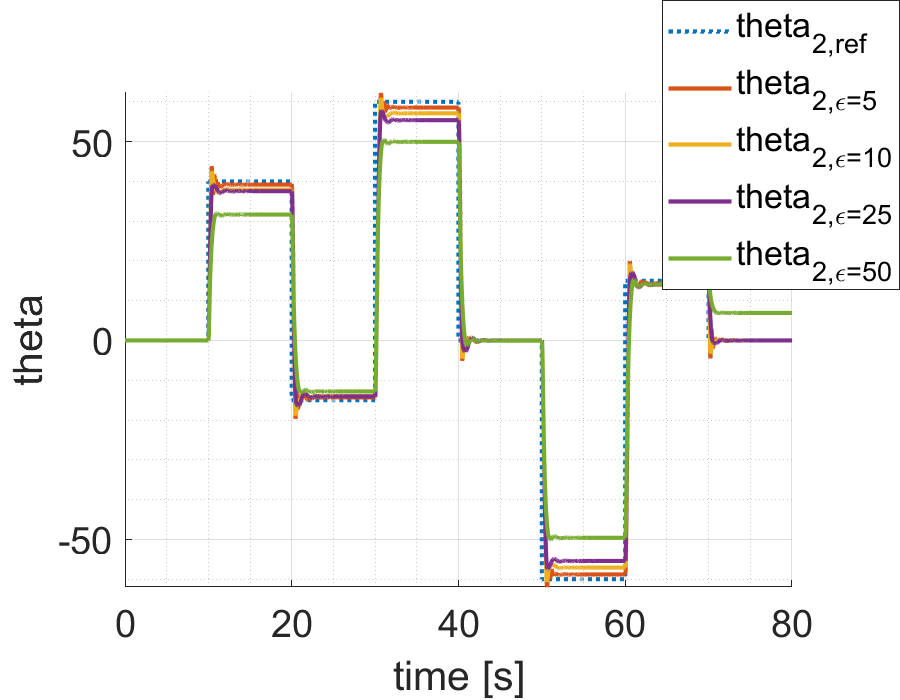 theta2,ref
theta2,ϵ=5
theta2,ϵ=10
theta2,ϵ=25
theta2,ϵ=50
50
0
-50
theta
0 20 40 60 80
time [s]